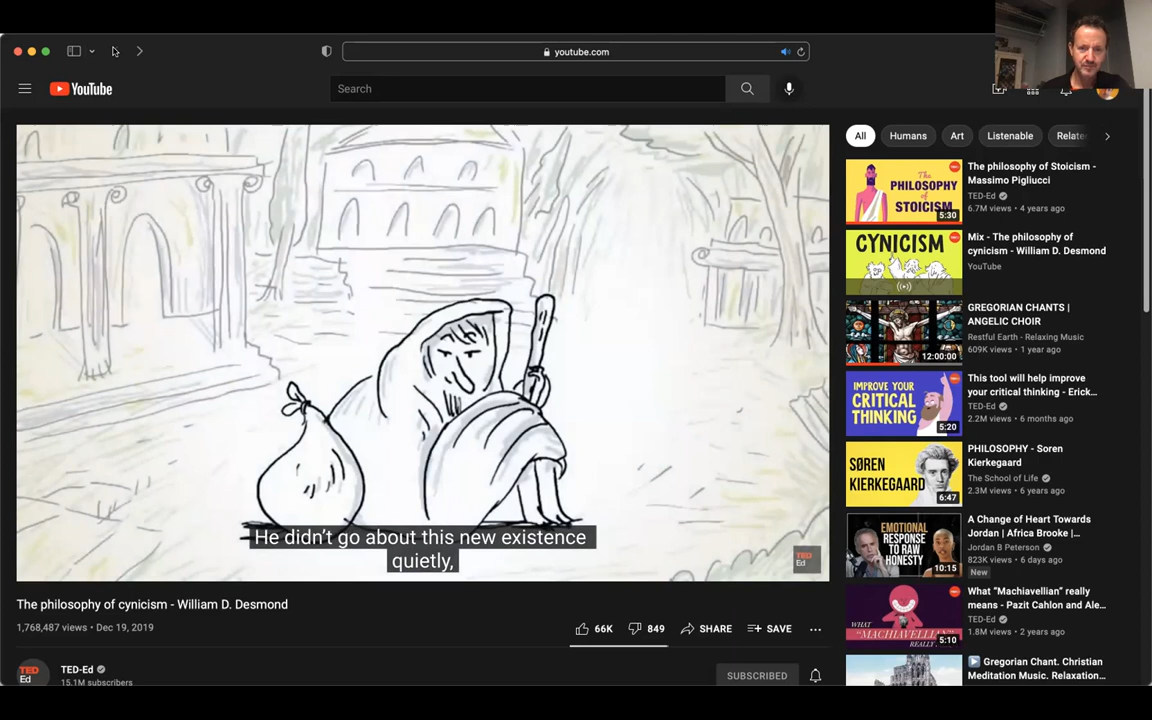 youtube.com
YouTube
Search
He didn't go about this new existence
quietly,
TED
Ed
The philosophy of cynicism - William D. Desmond
1,768,487 views • Dec 19, 2019
66K
849
SHARE
SAVE
TED
Ed
TED-Ed
15.1M subscribers
SUBSCRIBED
All
Humans
Art
Listenable
The
PHILOSOPHY
of
STOICISM
5:30
The philosophy of Stoicism -
Massimo Pigliucci
TED-Ed
6.7M views • 4 years ago
CYNICISM
Mix - The philosophy of
cynicism - William D. Desmond
YouTube
12:00:00
GREGORIAN CHANTS |
ANGELIC CHOIR
Restful Earth - Relaxing Music
609K views • 1 year ago
IMPROVE YOUR
CRITICAL
THINKING
5:20
This tool will help improve
your critical thinking - Erick...
TED-Ed
2.2M views • 6 months ago
SØREN
KIERKEGAARD
6:47
PHILOSOPHY - Soren
Kierkegaard
The School of Life
2.3M views • 6 years ago
EMOTIONAL
RESPONSE
TO RAW
HONESTY
10:15
A Change of Heart Towards
Jordan | Africa Brooke |...
Jordan B Peterson
823K views • 6 days ago
New
WHAT
"MACHIAVELLIAN"
REALLY
5:10
What "Machiavellian" really
means - Pazit Cahlon and Ale...
TED-Ed
1.8M views • 2 years ago
Gregorian Chant. Christian
Meditation Music. Relaxation...